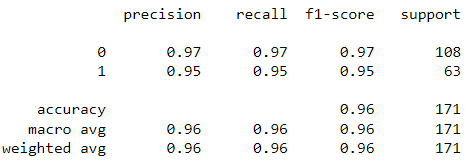 precision recall f1-score support
0 0.97 0.97 0.97 108
1 0.95 0.95 0.95 63
accuracy 0.96 171
macro avg 0.96 0.96 0.96 171
weighted avg 0.96 0.96 0.96 171